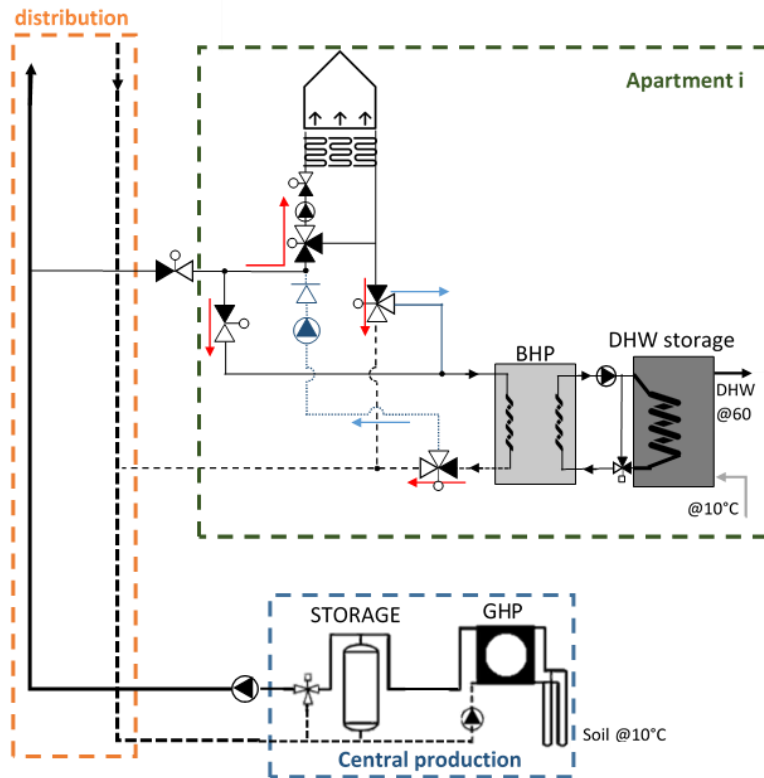 distribution
Apartment i
BHP
DHW storage
DHW
@60
@10°C
STORAGE
GHP
Soil @10°C
Central production